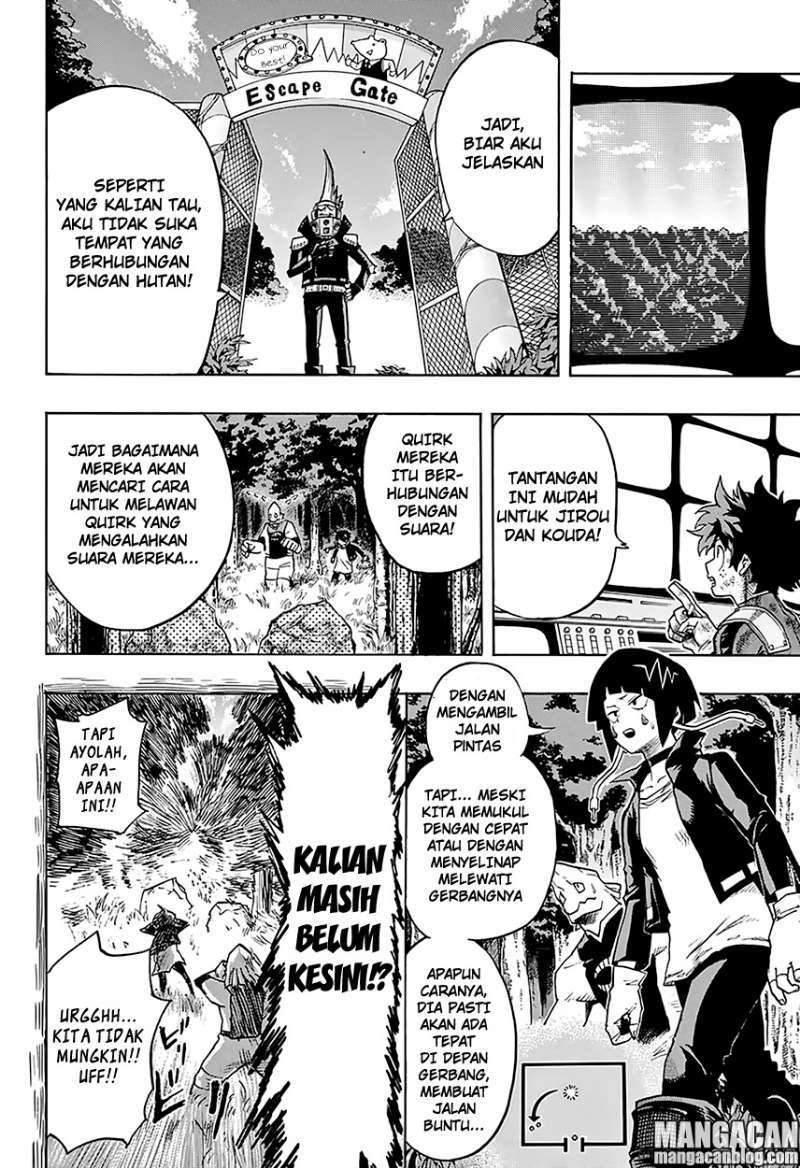 JADI,
BIAR AKU
JELASKAN
Do your
Best!
Escape Gate
SEPERTI
YANG KALIAN TAU,
AKU TIDAK SUKA
TEMPAT YANG
BERHUBUNGAN
DENGAN HUTAN!
TANTANGAN
INI MUDAH
UNTUK JIROU
DAN KOUDA!
QUIRK
MEREKA
ITU BER-
HUBUNGAN
DENGAN
SUARA!
JADI BAGAIMANA
MEREKA AKAN
MENCARI CARA
UNTUK MELAWAN
QUIRK YANG
MENGALAHKAN
SUARA MEREKA...
DENGAN
MENGAMBIL
JALAN
PINTAS
TAPI... MESKI
KITA MEMUKUL
DENGAN CEPAT
ATAU DENGAN
MENYELINAP
MELEWATI
GERBANGNYA
APAPUN
CARANYA,
DIA PASTI
AKAN ADA
TEPAT
DI DEPAN
GERBANG,
MEMBUAT
JALAN
BUNTU...
KALIAN
MASIH
BELUM
KESINI!?
TAPI
AYOLAH,
APA-
APAAN
INI!!
URGGHH...
KITA TIDAK
MUNGKIN!!
UFF!!
MANGACAN
mangacanblog.com